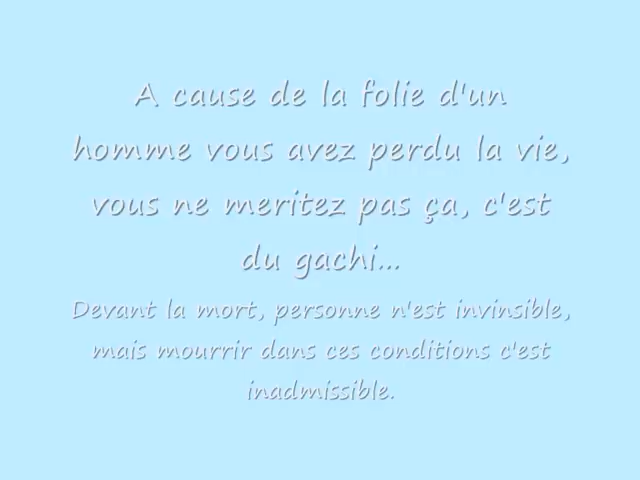 A cause de la folie d'un
homme vous avez perdu la vie,
vous ne meritez pas ça, c'est
du gachi...
Devant la mort, personne n'est invinsible,
mais mourrir dans ces conditions c'est
inadmissible.